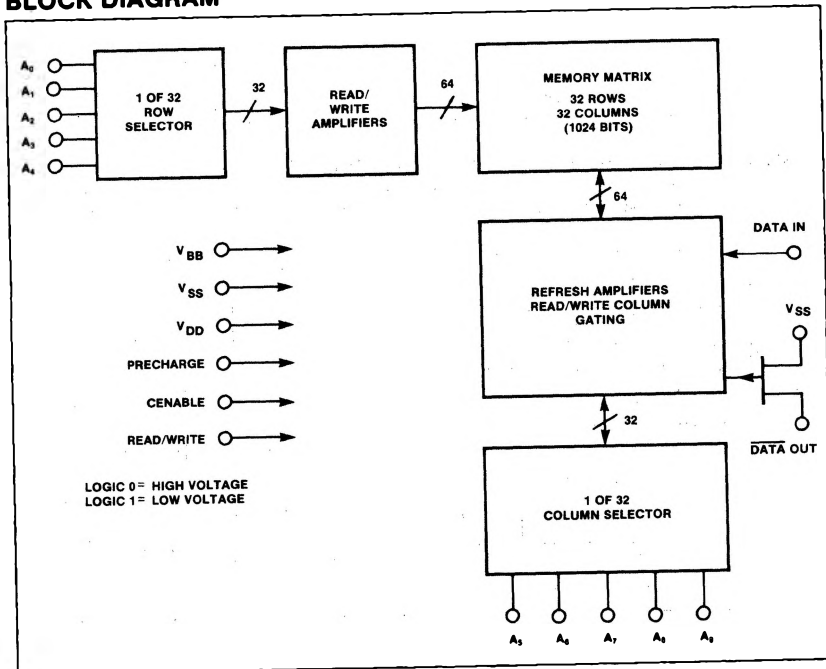 BLOCK DIAGRAM
A0
A1
A2
A3
A4
1 OF 32
ROW
SELECTOR
32
READ/
WRITE
AMPLIFIERS
64
MEMORY MATRIX
32 ROWS
32 COLUMNS
(1024 BITS)
64
VBB
VSS
VDD
PRECHARGE
CENABLE
READ/WRITE
LOGIC 0 = HIGH VOLTAGE
LOGIC 1 = LOW VOLTAGE
REFRESH AMPLIFIERS
READ/WRITE COLUMN
GATING
DATA IN
VSS
DATA OUT
32
1 OF 32
COLUMN SELECTOR
A5
A6
A7
A8
A9